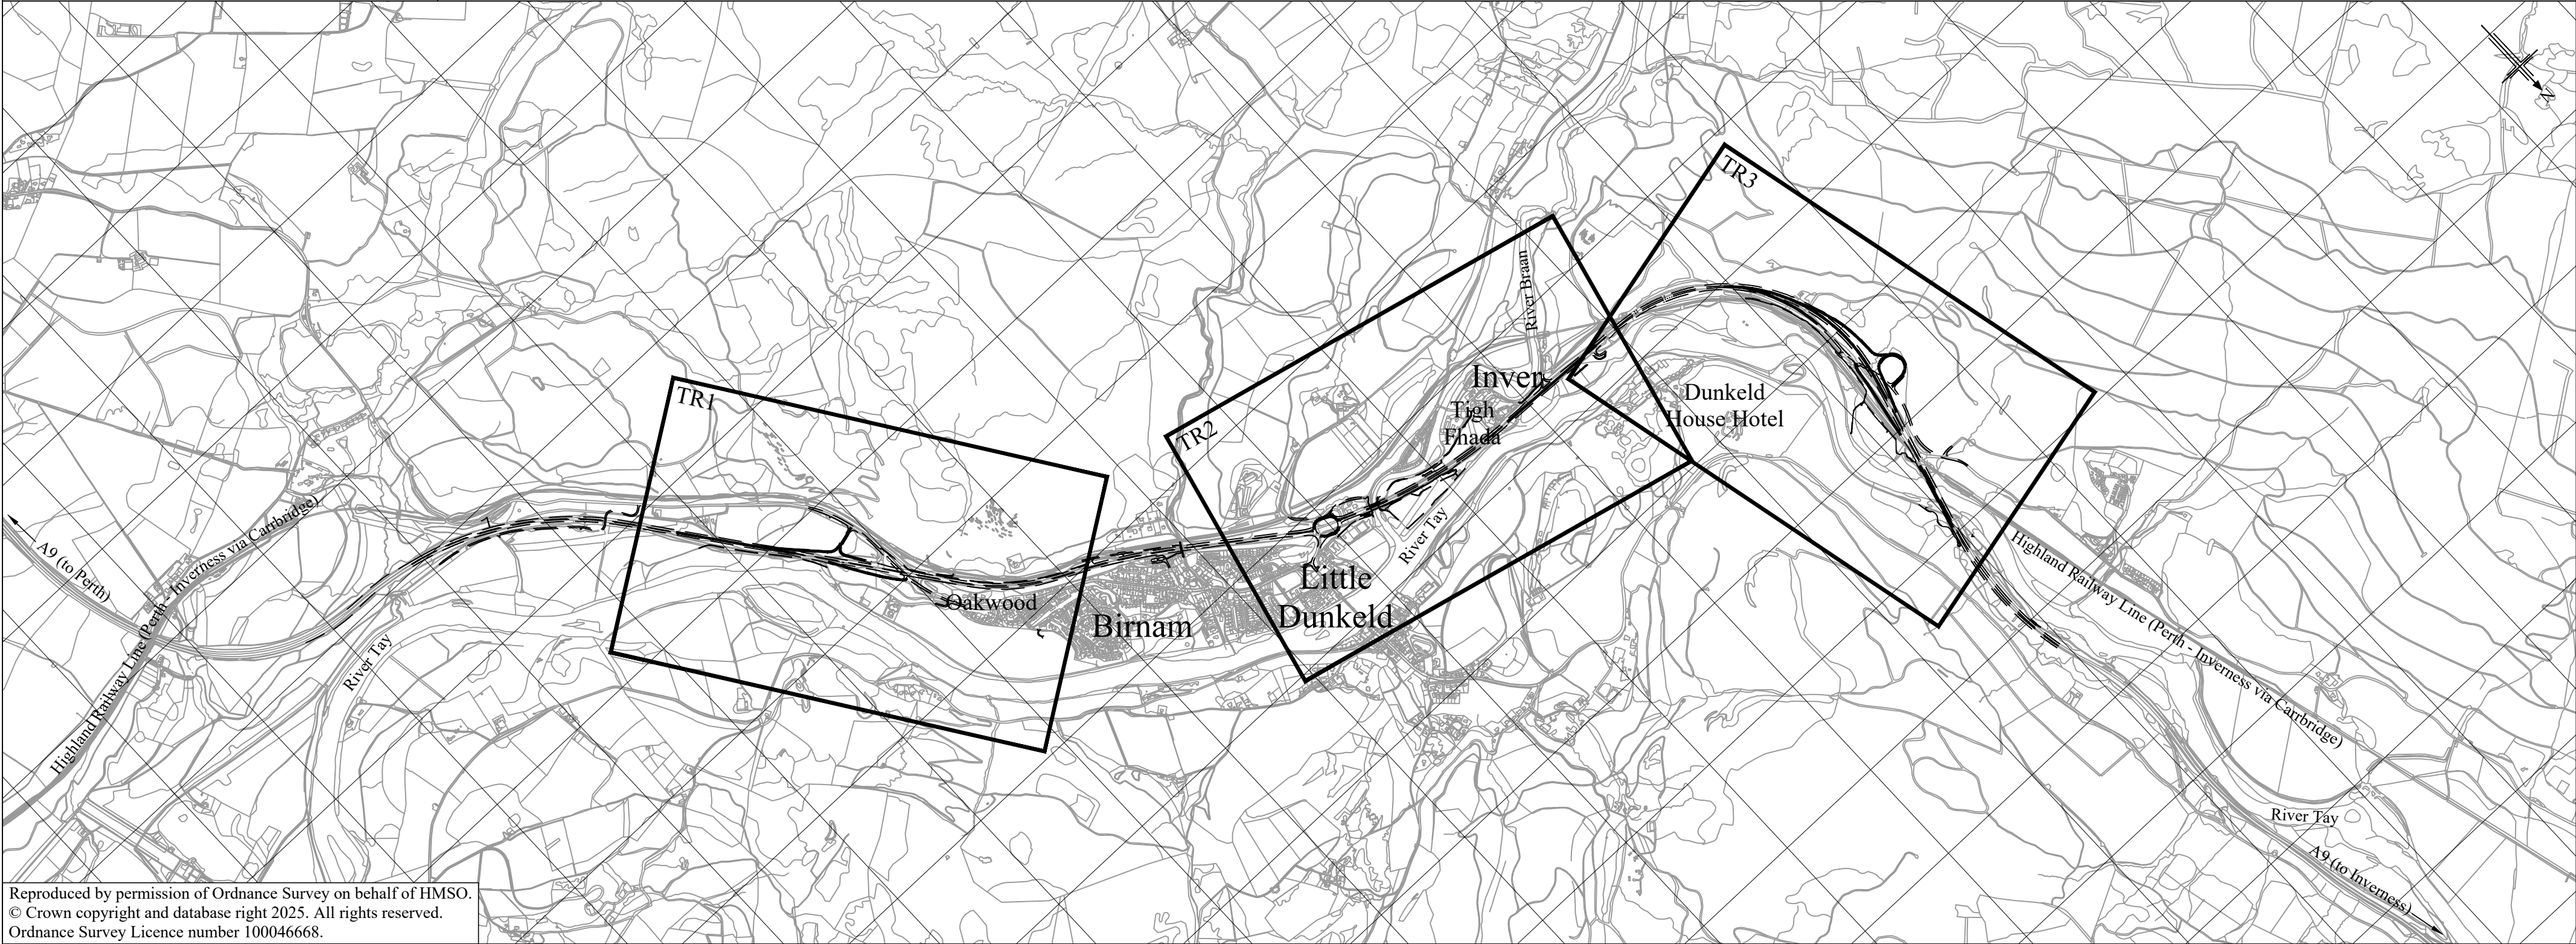 N
TR3
TR1
TR2
River Braan
Inver
Tigh
Fhada
Dunkeld
House Hotel
A9 (to Perth)
Highland Railway Line (Perth - Inverness via Carrbridge)
River Tay
Oakwood
Birnam
Little
Dunkeld
River Tay
Highland Railway Line (Perth - Inverness via Carrbridge)
River Tay
A9 (to Inverness)
Reproduced by permission of Ordnance Survey on behalf of HMSO.
© Crown copyright and database right 2025. All rights reserved.
Ordnance Survey Licence number 100046668.